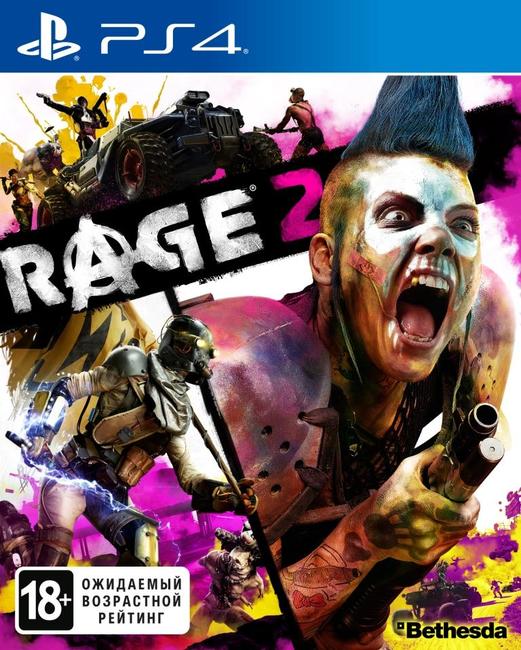 PS4
RAGE 2
18+
ОЖИДАЕМЫЙ
ВОЗРАСТНОЙ
РЕЙТИНГ
Bethesda